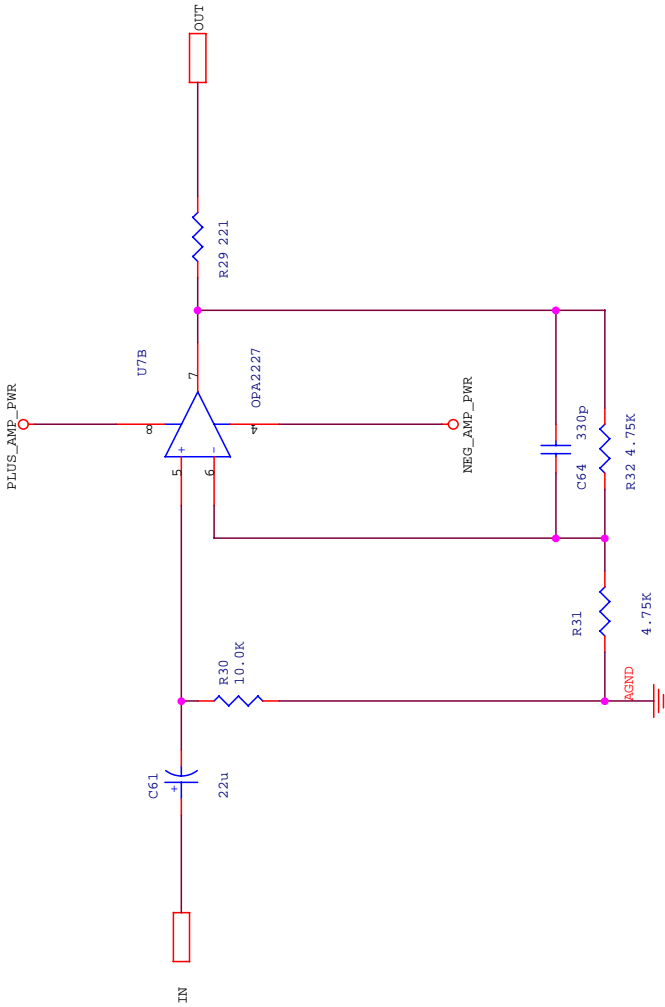 OUT
R29 221
U7B
7
OPA2227
PLUS_AMP_PWR
8
4
NEG_AMP_PWR
+
-
5
6
C64 330p
R32 4.75K
R31
4.75K
R30
10.0K
AGND
C61
+
22u
IN